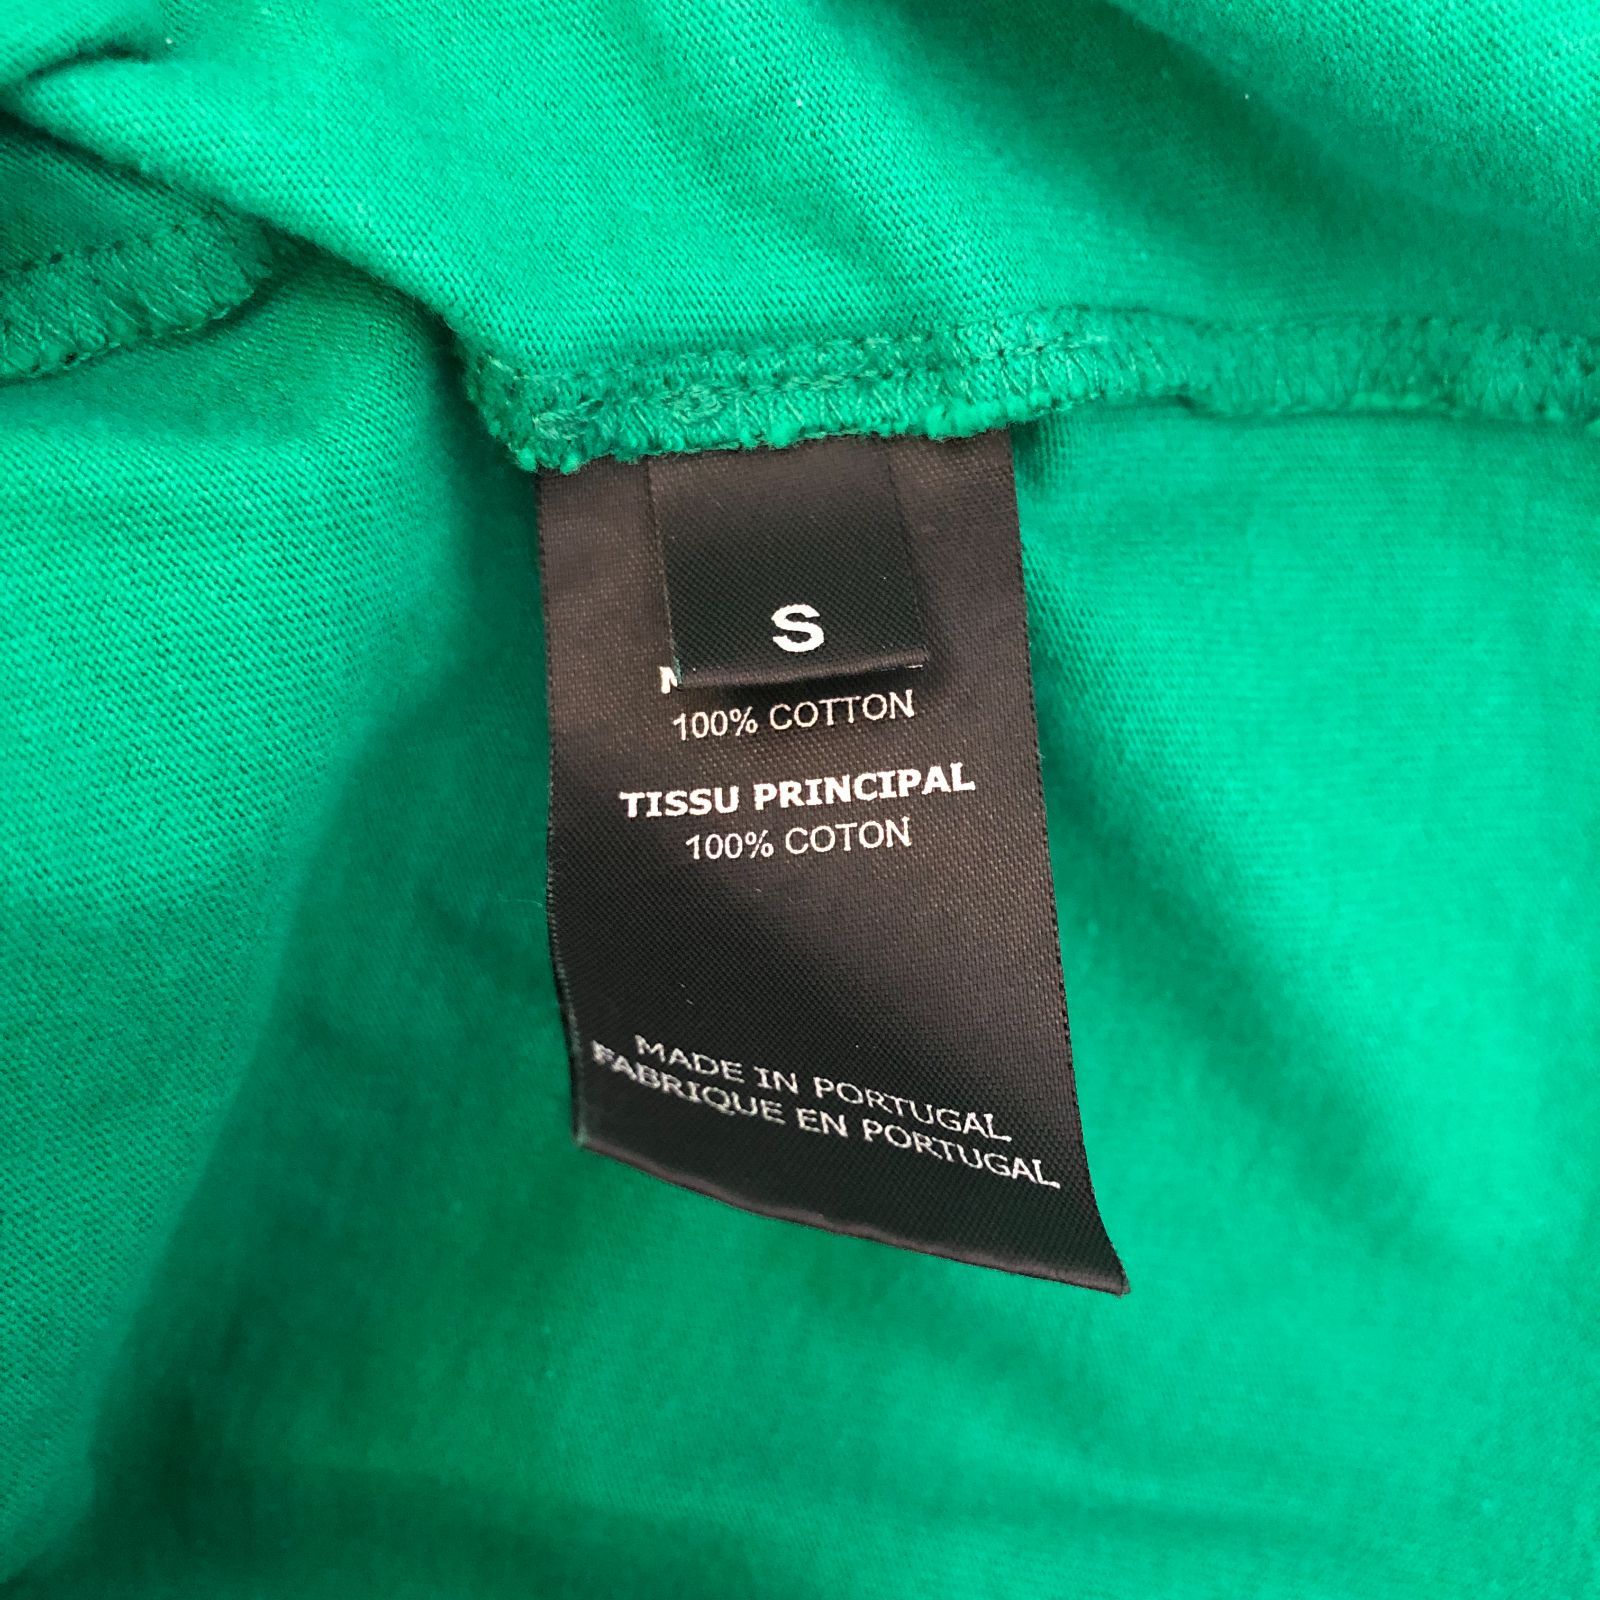 S
100% COTTON
TISSU PRINCIPAL
100% COTON
MADE IN PORTUGAL
FABRIQUE EN PORTUGAL